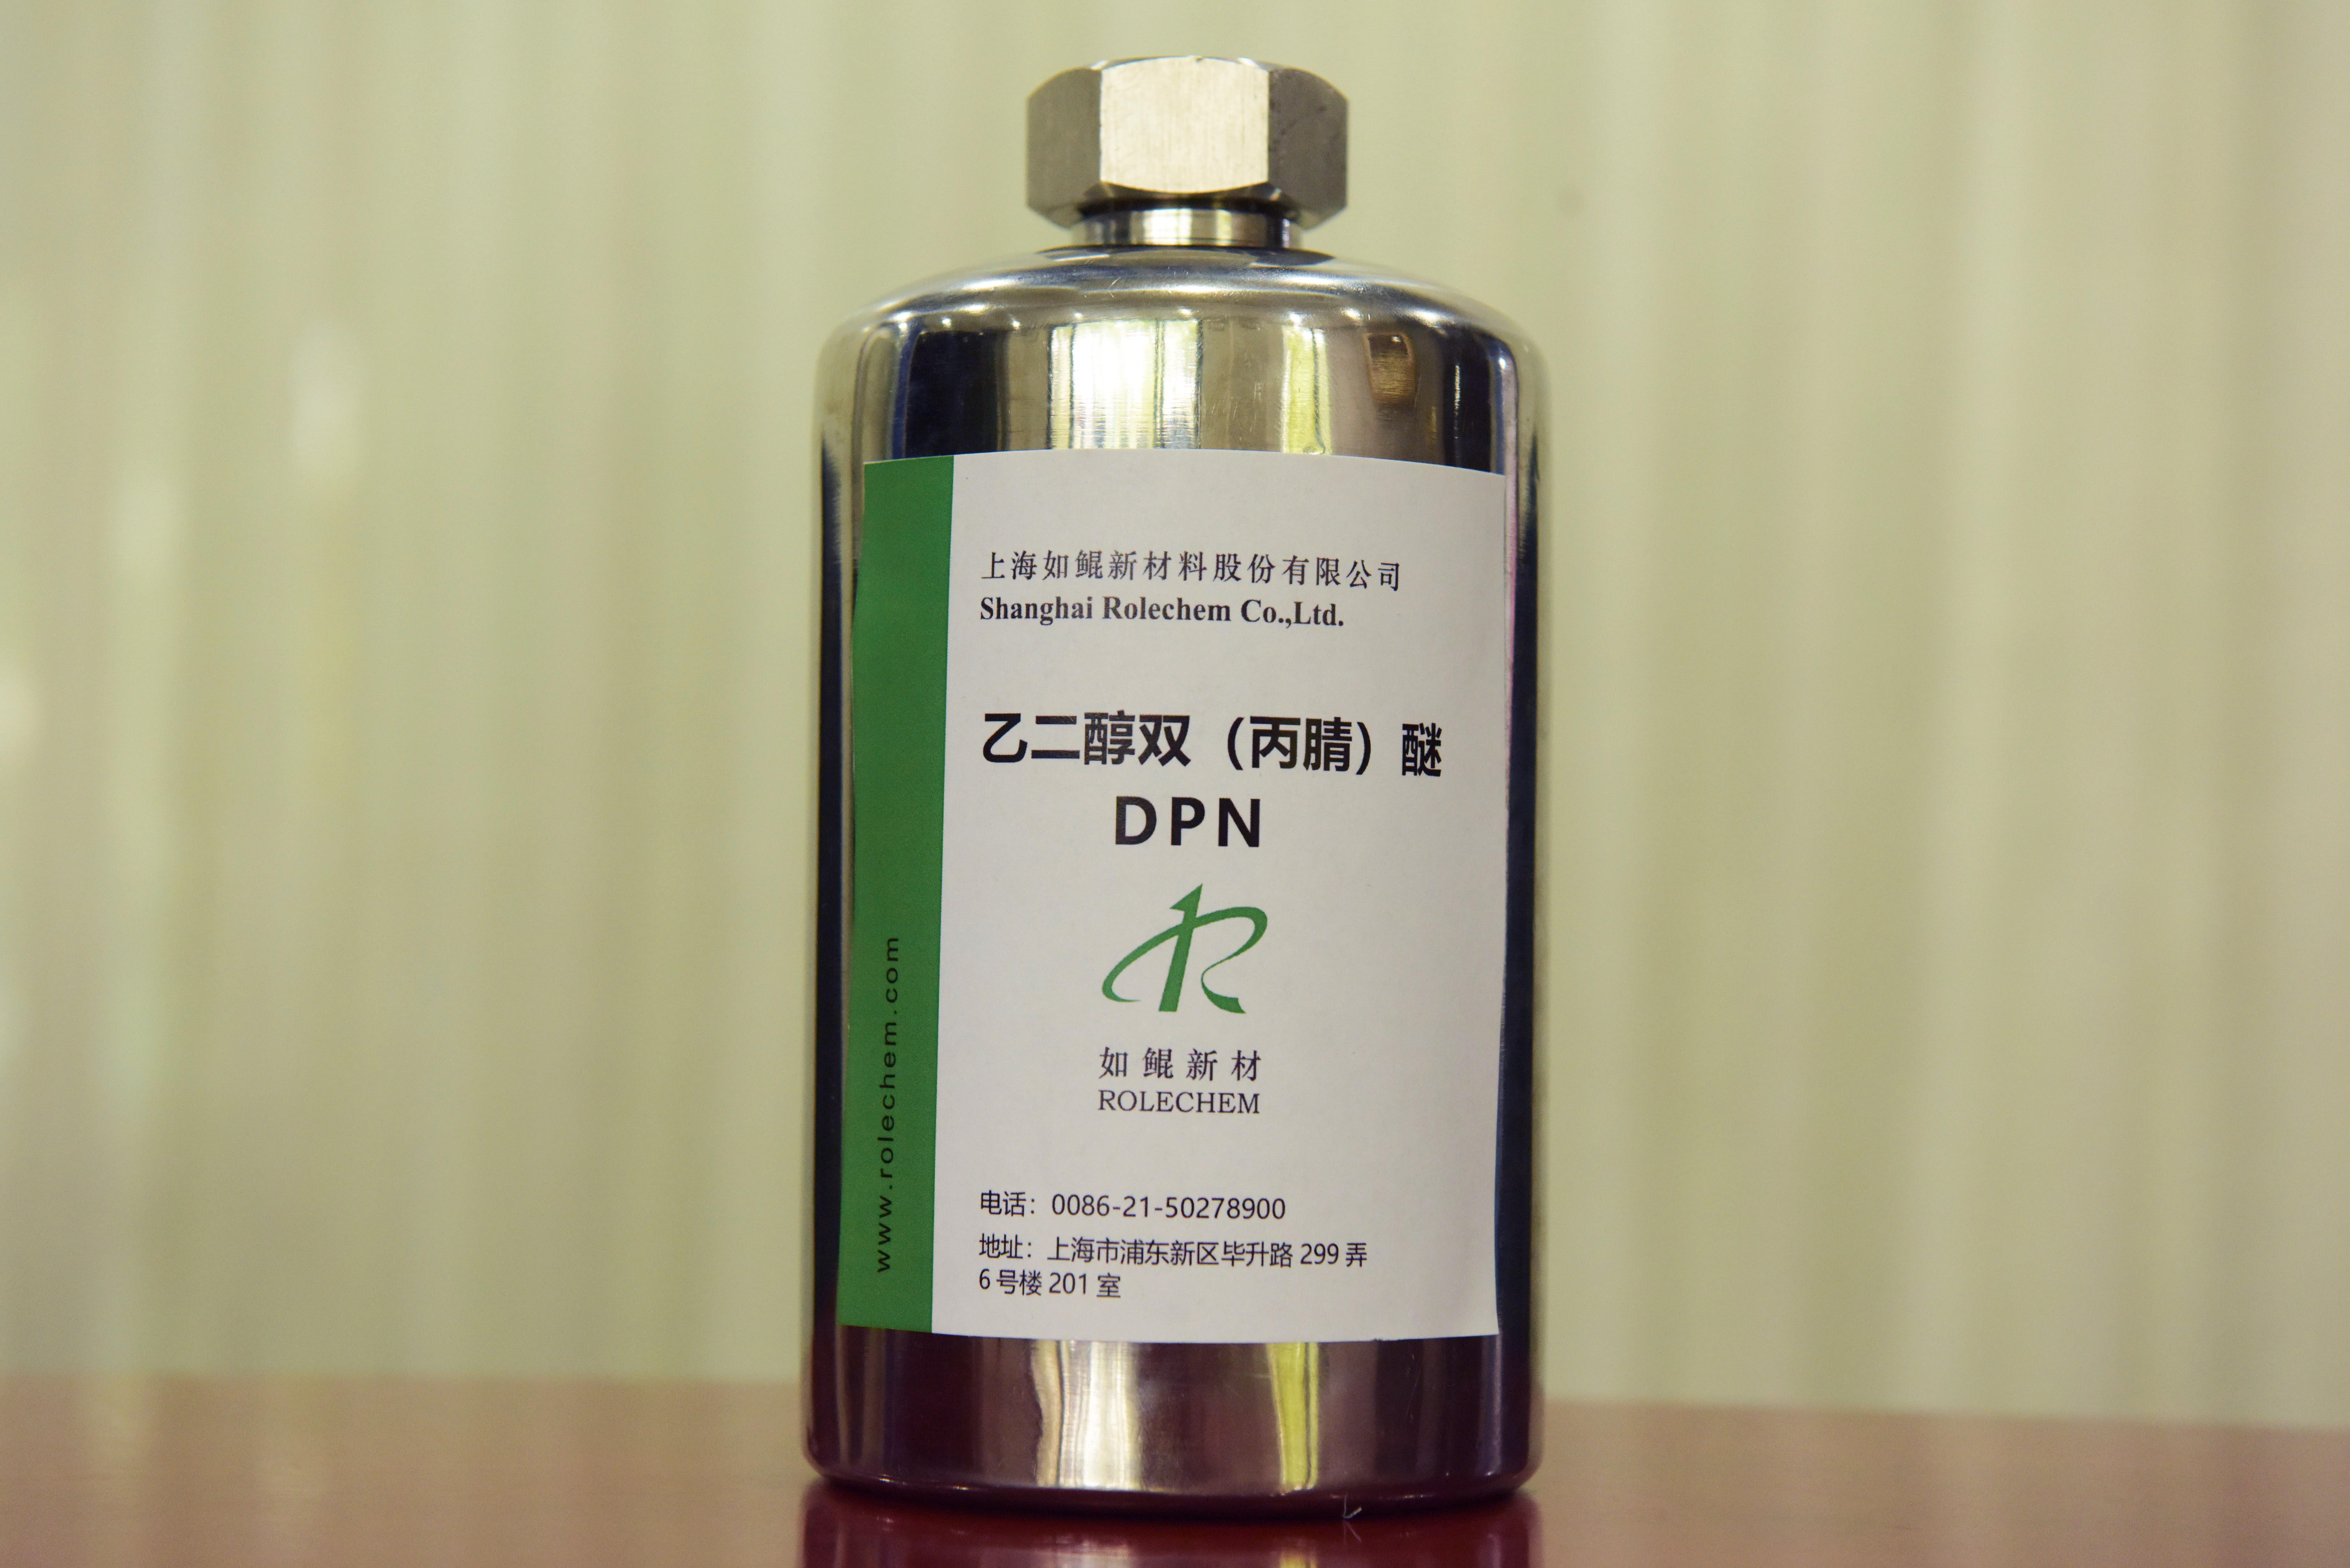 上海如鲲新材料股份有限公司
Shanghai Rolechem Co.,Ltd.
乙二醇双（丙腈）醚
DPN
如鲲新材
ROLECHEM
电话：0086-21-50278900
地址：上海市浦东新区毕升路 299 弄
6 号楼 201 室
www.rolechem.com